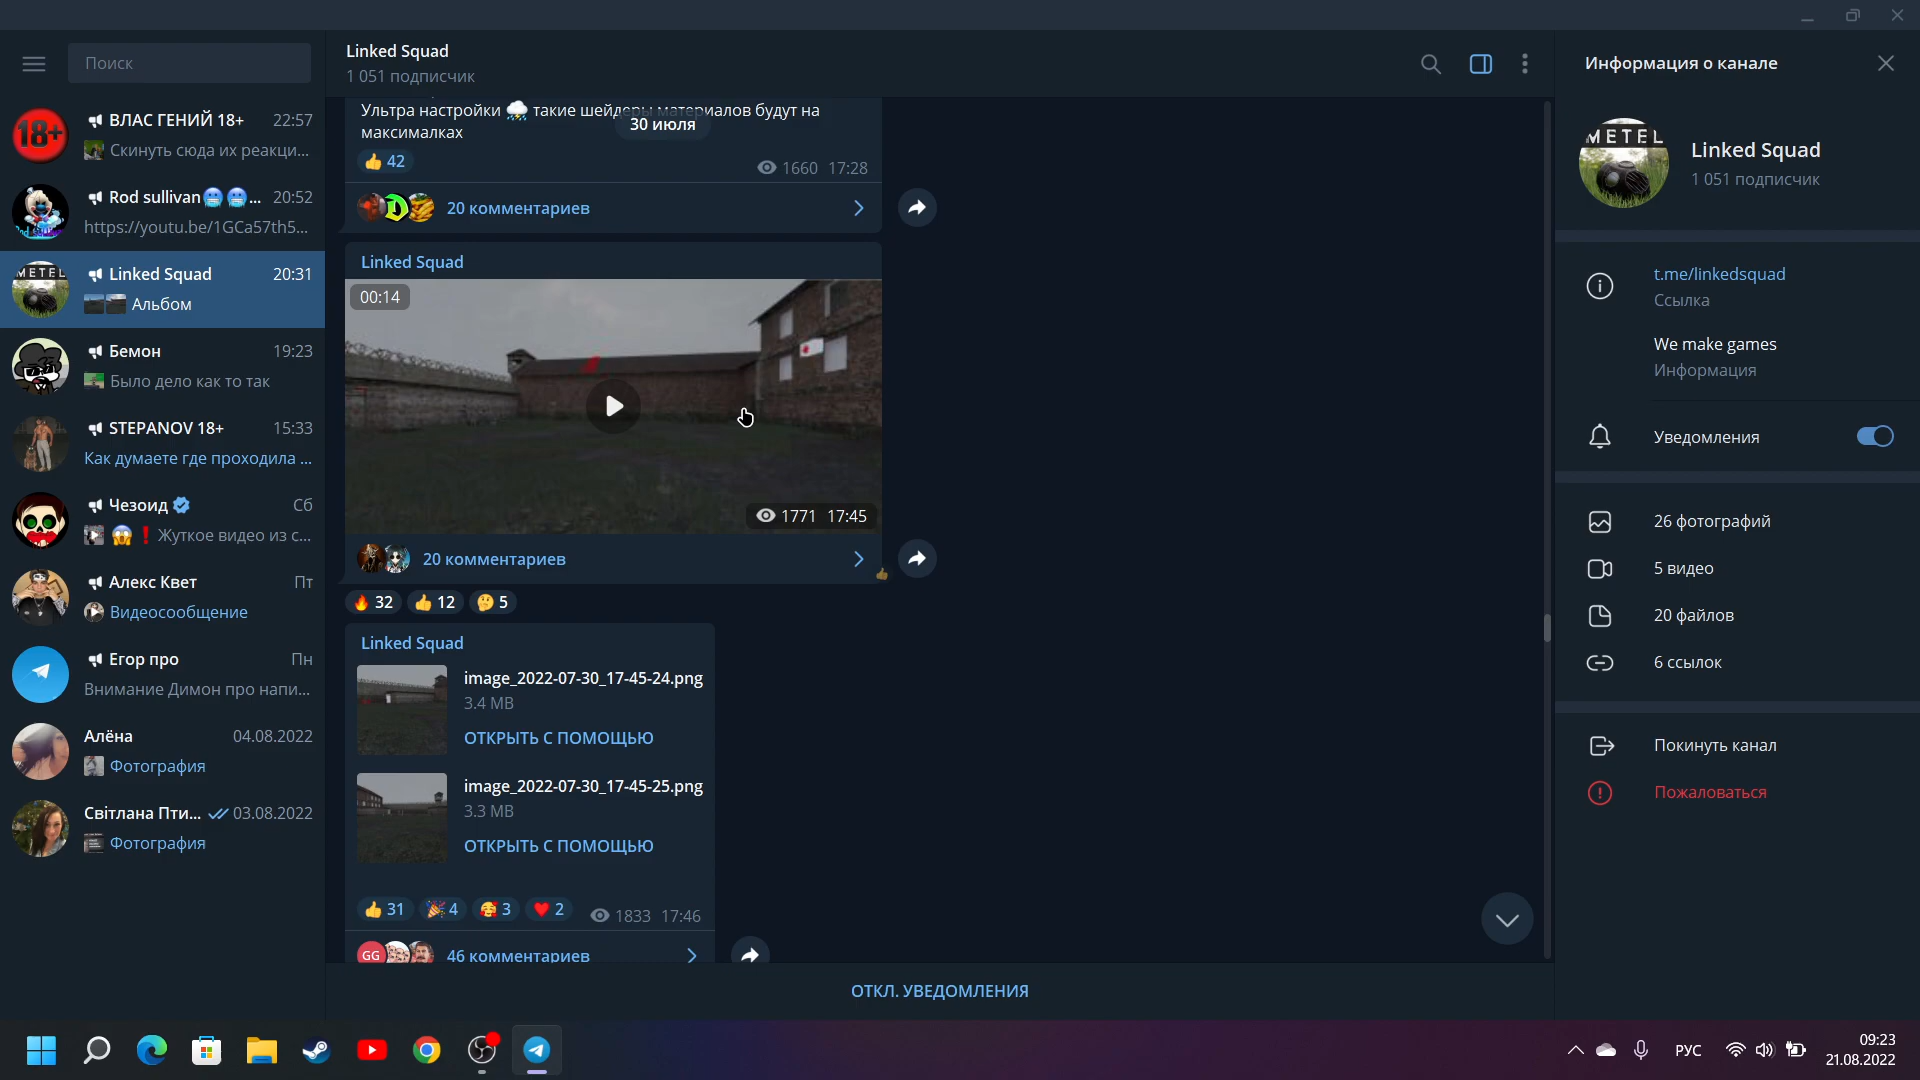 Поиск
ВЛАС ГЕНИЙ 18+ 22:57
Скинуть сюда их реакци...
Rod sullivan🥶🥶... 20:52
https://youtu.be/1GCa57th5...
Linked Squad 20:31
Альбом
Бемон 19:23
Было дело как то так
STEPANOV 18+ 15:33
Как думаете где проходила ...
Чезоид Сб
😱❗Жуткое видео из с...
Алекс Квет Пт
Видеосообщение
Егор про Пн
Внимание Димон про напи...
Алёна 04.08.2022
Фотография
Світлана Пти... 03.08.2022
Фотография
18+
METEL
Linked Squad
1 051 подписчик
Ультра настройки 🌧 такие шейдеры материалов будут на
максималках
30 июля
👍 42
1660 17:28
20 комментариев
Linked Squad
00:14
1771 17:45
20 комментариев
🔥 32 👍 12 🤔 5
Linked Squad
image_2022-07-30_17-45-24.png
3.4 MB
ОТКРЫТЬ С ПОМОЩЬЮ
image_2022-07-30_17-45-25.png
3.3 MB
ОТКРЫТЬ С ПОМОЩЬЮ
👍 31 🎉 4 🥰 3 ❤ 2
1833 17:46
GG
46 комментариев
ОТКЛ. УВЕДОМЛЕНИЯ
Информация о канале
METEL
Linked Squad
1 051 подписчик
t.me/linkedsquad
Ссылка
We make games
Информация
Уведомления
26 фотографий
5 видео
20 файлов
6 ссылок
Покинуть канал
Пожаловаться
РУС
09:23
21.08.2022